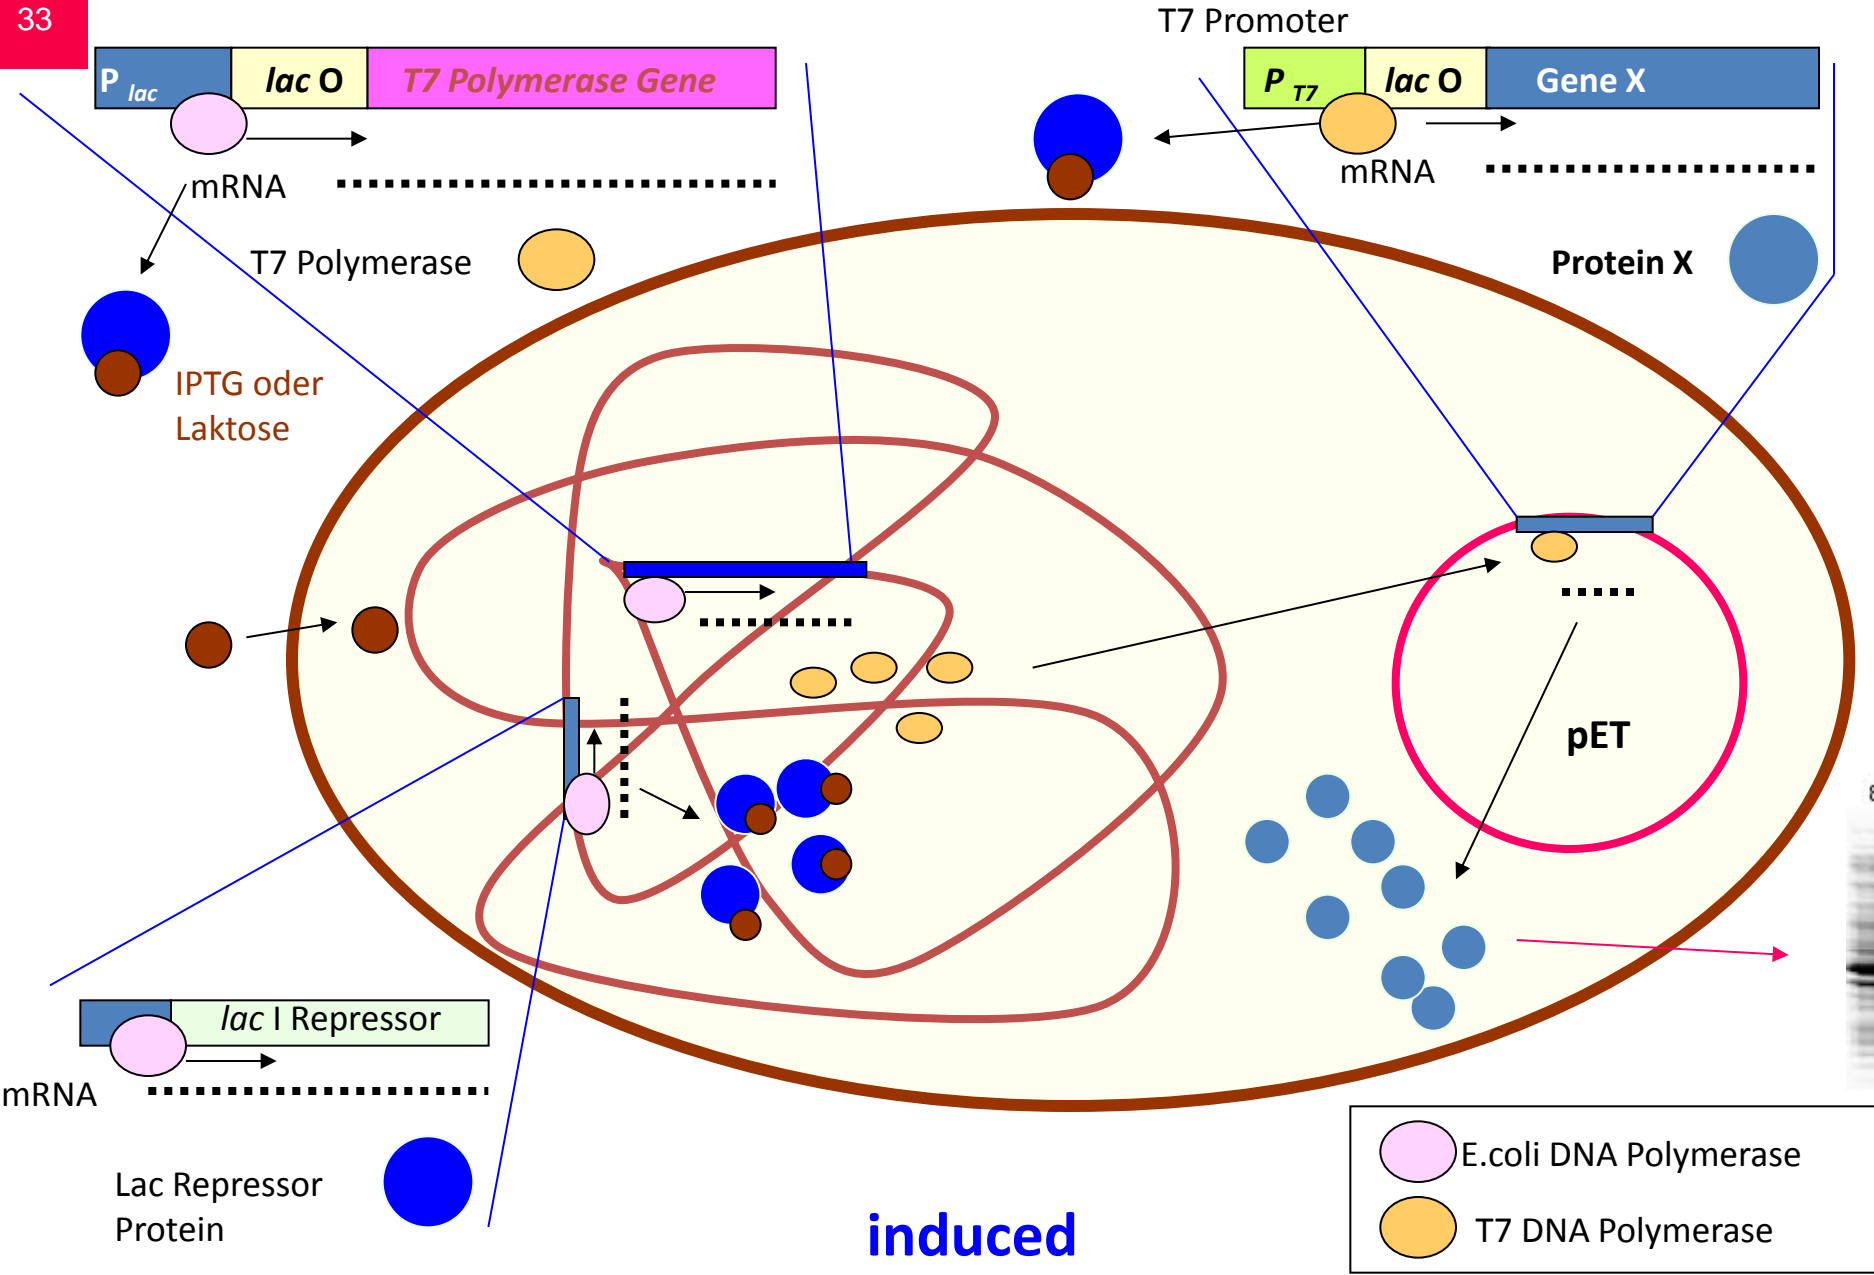 33
T7 Promoter
P lac
lac O
T7 Polymerase Gene
P T7
lac O
Gene X
mRNA
mRNA
T7 Polymerase
Protein X
IPTG oder
Laktose
pET
lac I Repressor
mRNA
Lac Repressor
Protein
induced
E.coli DNA Polymerase
T7 DNA Polymerase